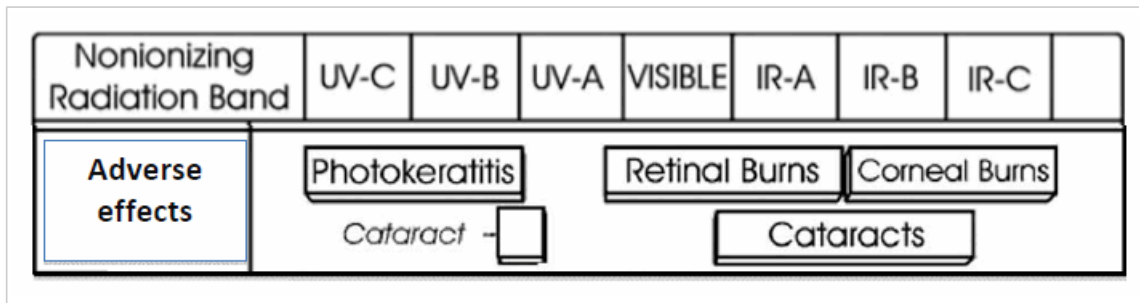 Nonionizing
Radiation Band
UV-C
UV-B
UV-A
VISIBLE
IR-A
IR-B
IR-C
Adverse
effects
Photokeratitis
Retinal Burns
Corneal Burns
Cataract
Cataracts